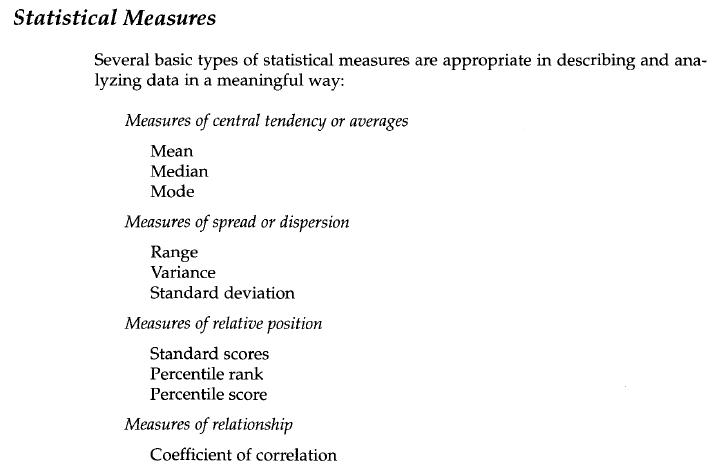 Statistical Measures
Several basic types of statistical measures are appropriate in describing and ana-
lyzing data in a meaningful way:
Measures of central tendency or averages
Mean
Median
Mode
Measures of spread or dispersion
Range
Variance
Standard deviation
Measures of relative position
Standard scores
Percentile rank
Percentile score
Measures of relationship
Coefficient of correlation